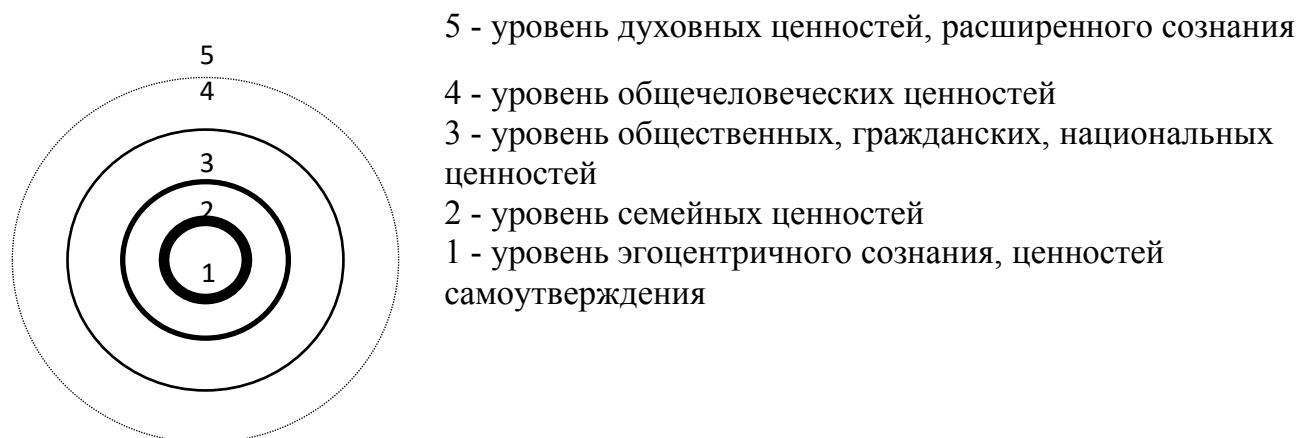 5 - уровень духовных ценностей, расширенного сознания
5
4
4 - уровень общечеловеческих ценностей
3 - уровень общественных, гражданских, национальных
ценностей
3
2 - уровень семейных ценностей
2
1 - уровень эгоцентричного сознания, ценностей
самоутверждения
1